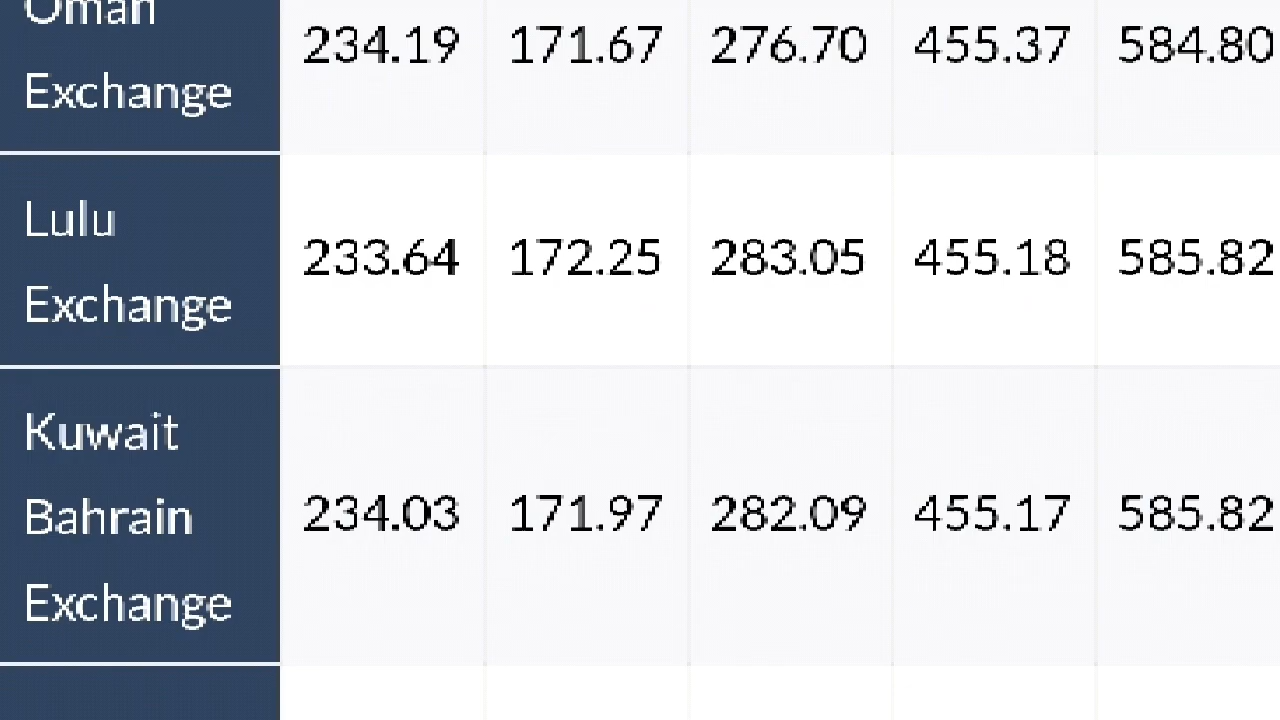 Oman
Exchange
234.19 171.67 276.70 455.37 584.80
Lulu
Exchange
233.64 172.25 283.05 455.18 585.82
Kuwait
Bahrain
Exchange
234.03 171.97 282.09 455.17 585.82